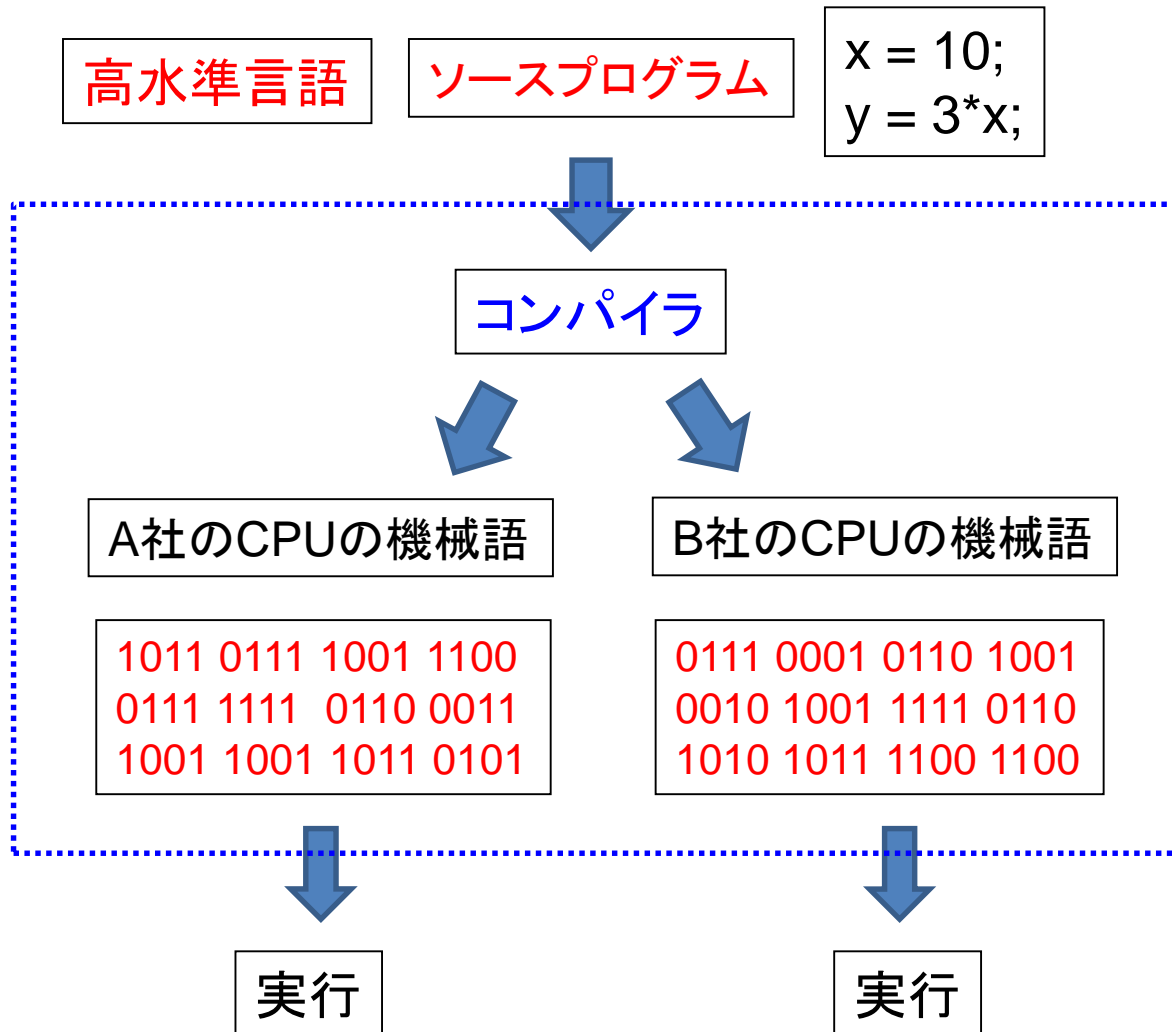 高水準言語
ソースプログラム
x = 10;
y = 3*x;
コンパイラ
A社のCPUの機械語
B社のCPUの機械語
1011 0111 1001 1100
0111 1111 0110 0011
1001 1001 1011 0101
0111 0001 0110 1001
0010 1001 1111 0110
1010 1011 1100 1100
実行
実行